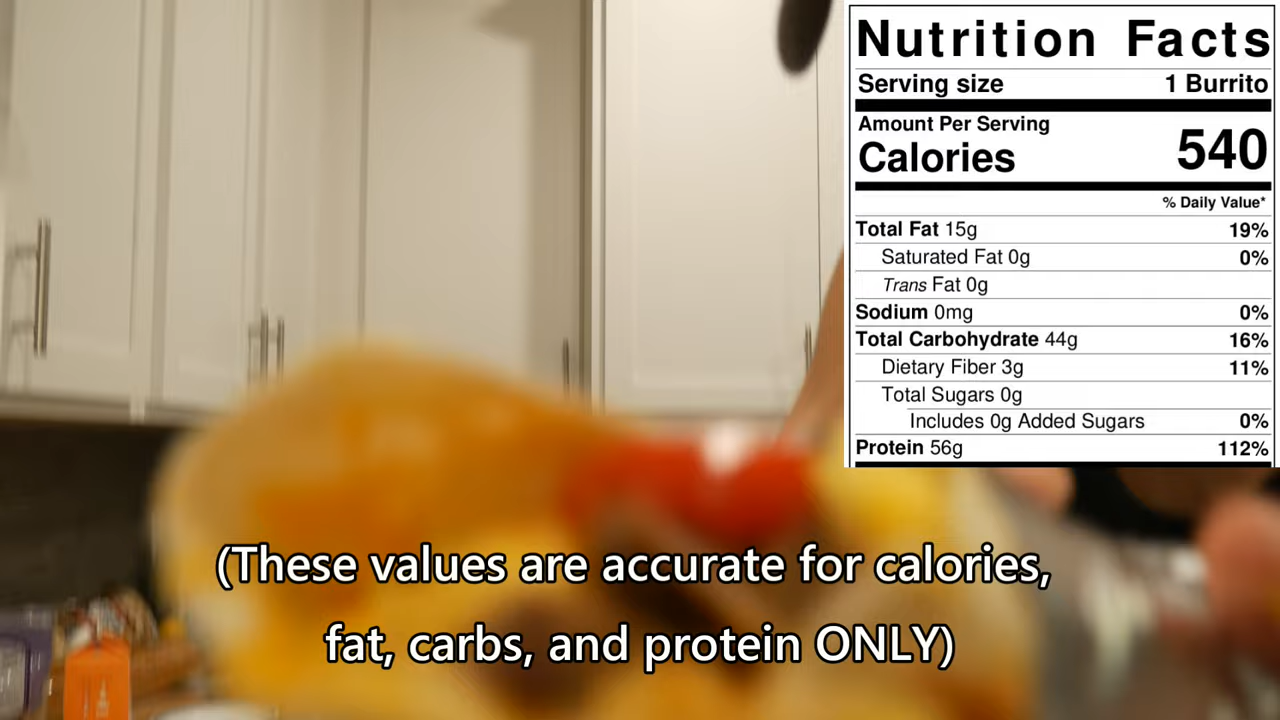 Nutrition Facts
Serving size 1 Burrito
Amount Per Serving
Calories 540
% Daily Value*
Total Fat 15g 19%
Saturated Fat 0g 0%
Trans Fat 0g
Sodium 0mg 0%
Total Carbohydrate 44g 16%
Dietary Fiber 3g 11%
Total Sugars 0g
Includes 0g Added Sugars 0%
Protein 56g 112%
(These values are accurate for calories,
fat, carbs, and protein ONLY)